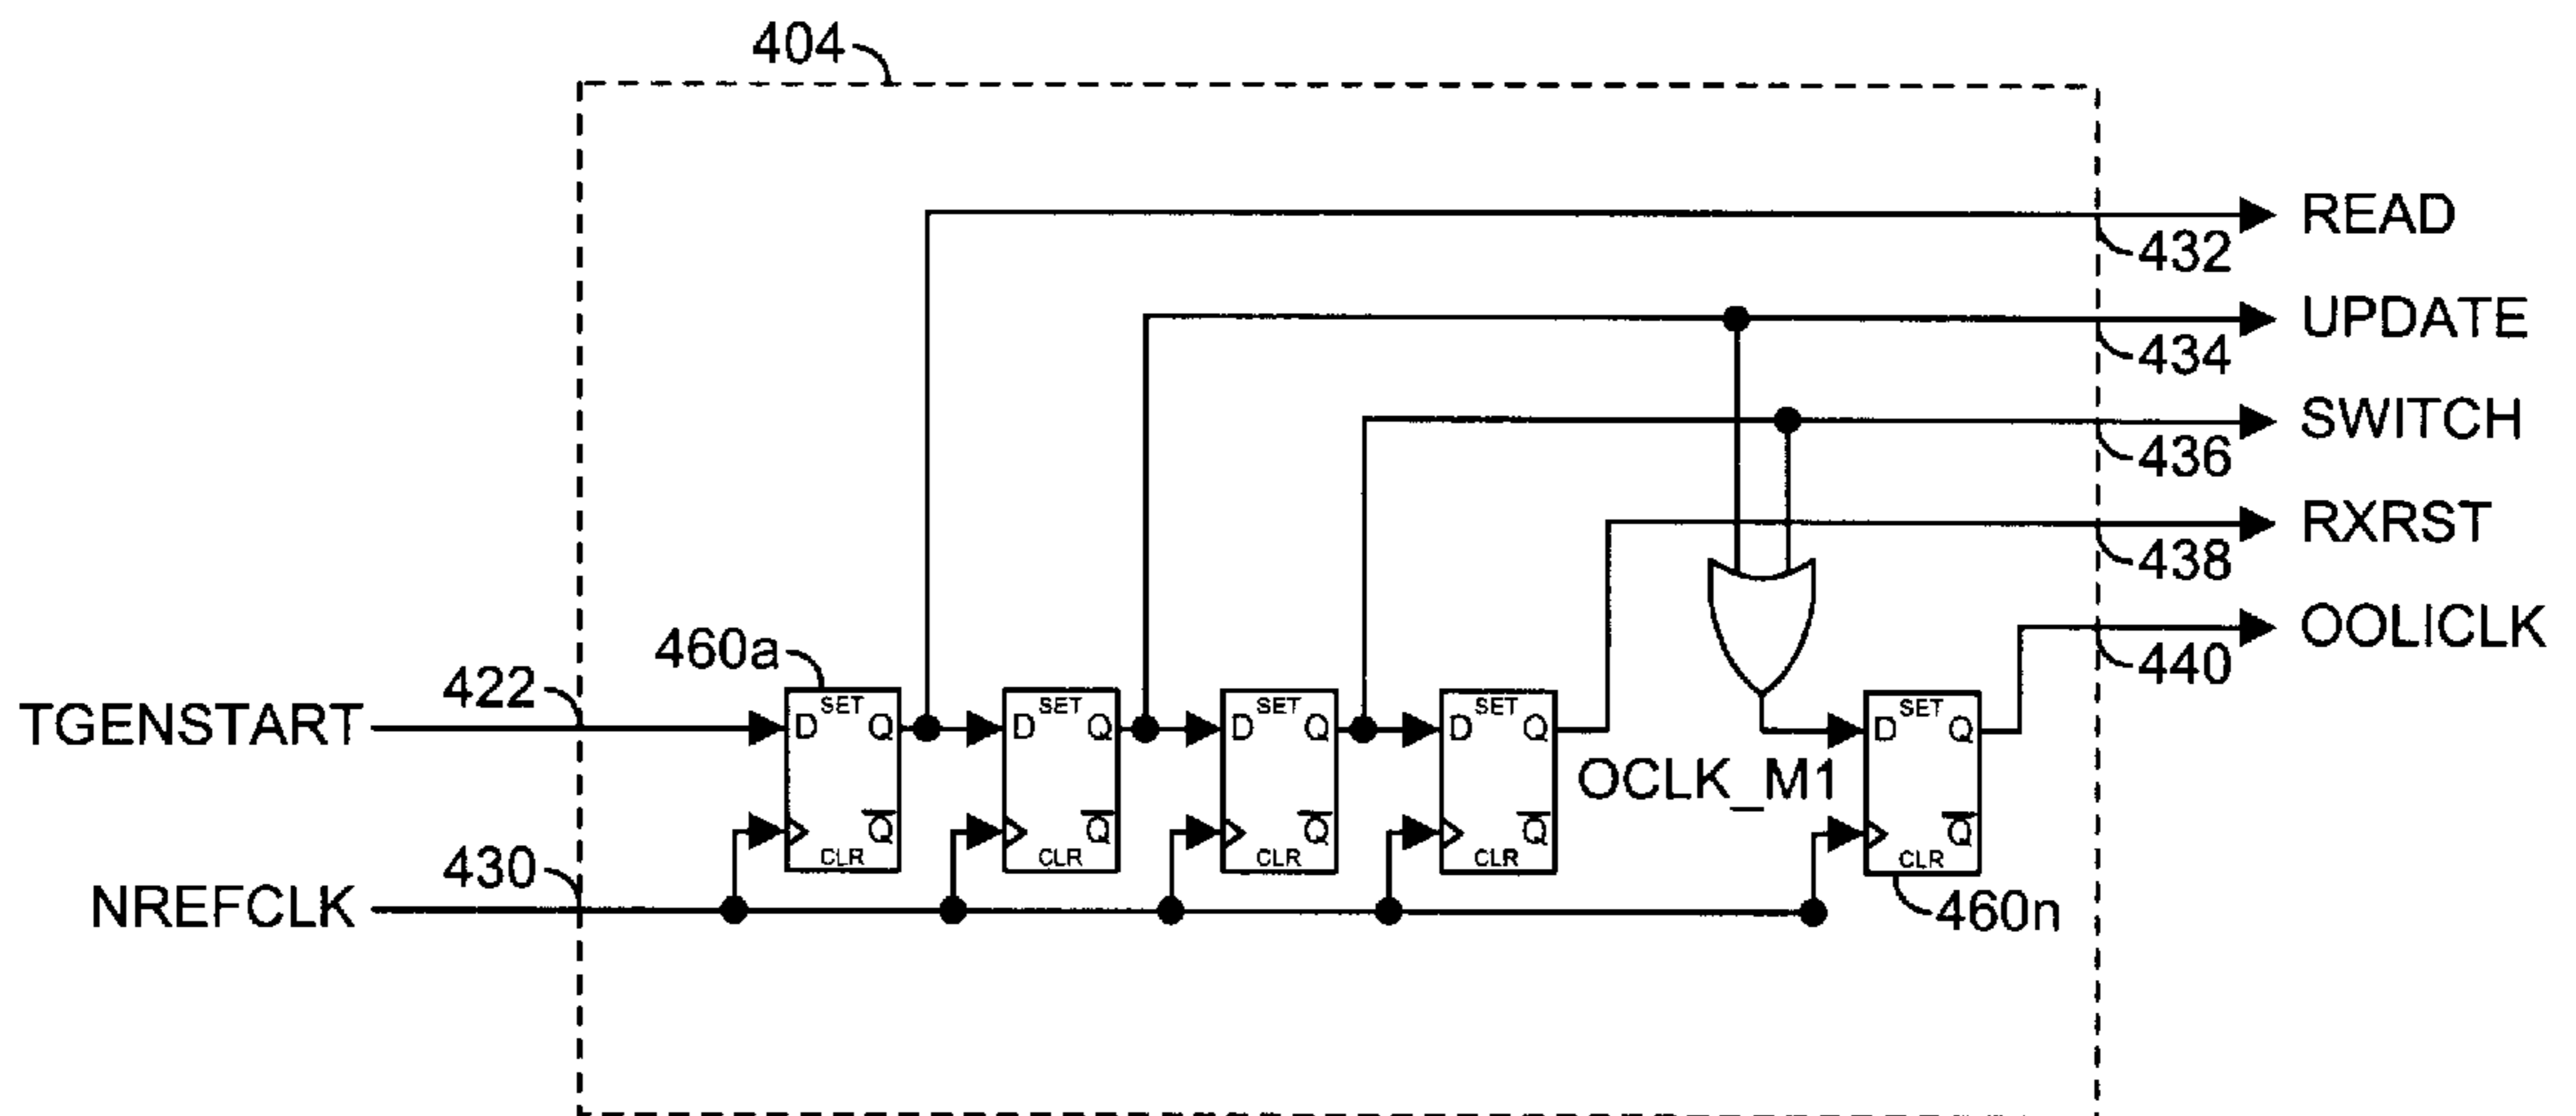 404
READ
432
UPDATE
434
SWITCH
436
RXRST
438
OOLICLK
440
460a
422
TGENSTART
SET
D Q
Q̅
CLR
SET
D Q
Q̅
CLR
SET
D Q
Q̅
CLR
SET
D Q
Q̅
CLR
OCLK_M1
SET
D Q
Q̅
CLR
430
NREFCLK
460n